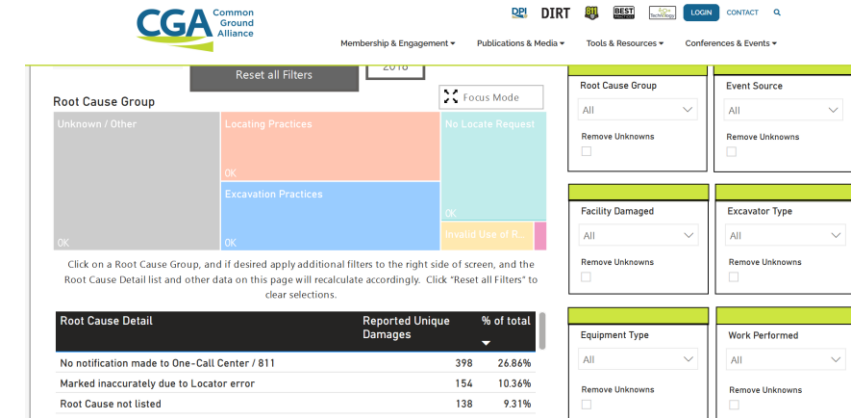 CGA Common
Ground
Alliance
DPI DIRT 811 BEST LOGIN CONTACT
Membership & Engagement Publications & Media Tools & Resources Conferences & Events
Reset all Filters
Root Cause Group
Focus Mode
Unknown / Other
0K
Locating Practices
0K
Excavation Practices
0K
No Locate Request
0K
Invalid Use of R...
Click on a Root Cause Group, and if desired apply additional filters to the right side of screen, and the
Root Cause Detail list and other data on this page will recalculate accordingly. Click "Reset all Filters" to
clear selections.
Root Cause Detail Reported Unique Damages % of total
No notification made to One-Call Center / 811 398 26.86%
Marked inaccurately due to Locator error 154 10.36%
Root Cause not listed 138 9.31%
Root Cause Group
All
Remove Unknowns
Event Source
All
Remove Unknowns
Facility Damaged
All
Remove Unknowns
Excavator Type
All
Remove Unknowns
Equipment Type
All
Remove Unknowns
Work Performed
All
Remove Unknowns